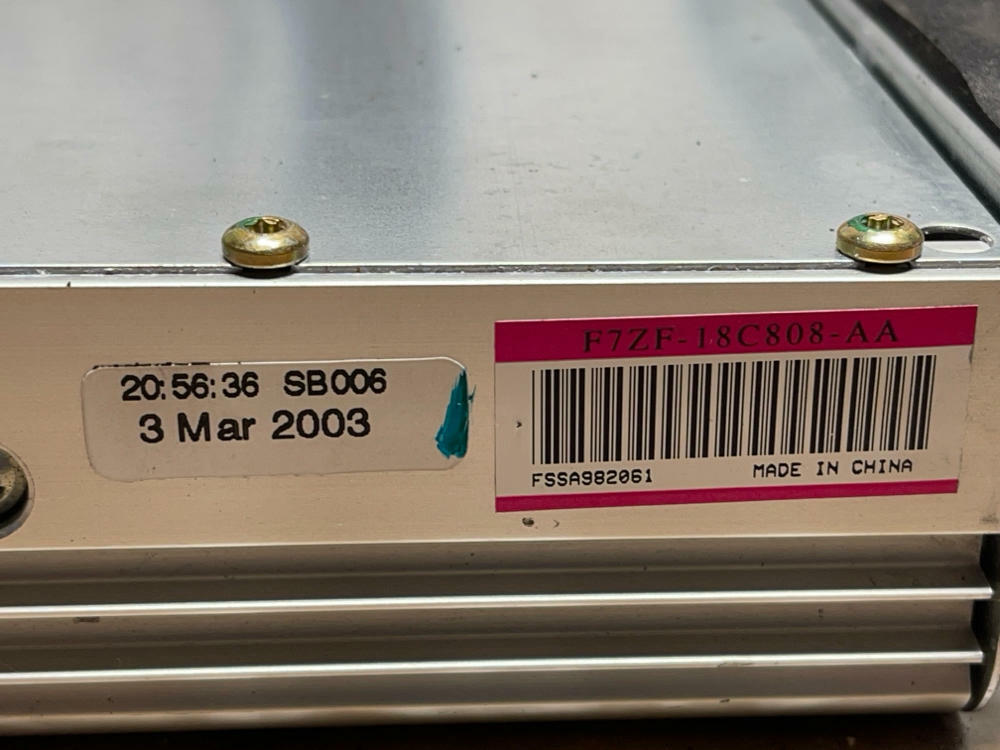 20:56:36 SB006
3 Mar 2003
F7ZF-18C808-AA
FSSA982061
MADE IN CHINA